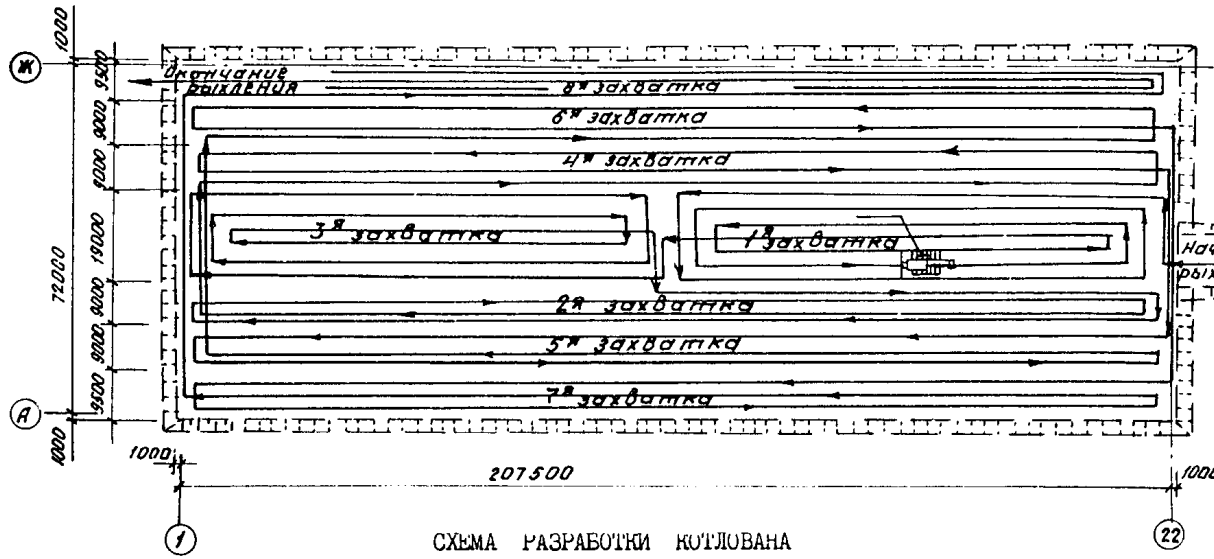 1000
Ж
9500
9000
9000
18000
9000
9000
9500
72000
А
1000
Окончание
рыхления
8я захватка
6я захватка
4я захватка
3я захватка
1я захватка
Нач
рых
2я захватка
5я захватка
7я захватка
1000
207500
1000
1
22
СХЕМА РАЗРАБОТКИ КОТЛОВАНА